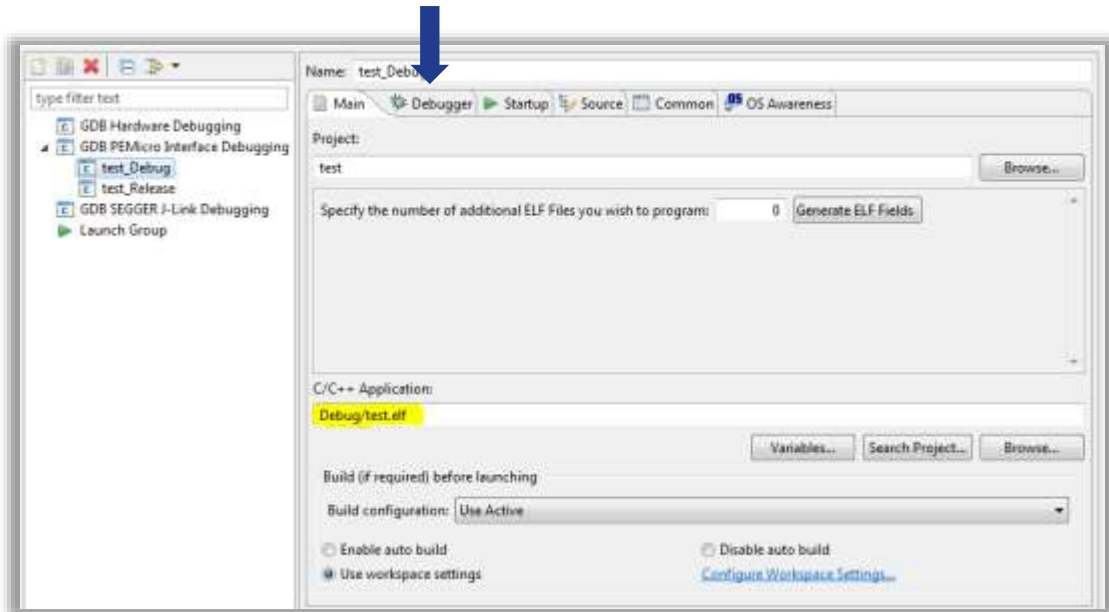 Name: test_Debug
type filter text
GDB Hardware Debugging
GDB PEMicro Interface Debugging
test_Debug
test_Release
GDB SEGGER J-Link Debugging
Launch Group
Main Debugger Startup Source Common OS Awareness
Project:
test Browse...
Specify the number of additional ELF Files you wish to program: 0 Generate ELF Fields
C/C++ Application:
Debug/test.elf
Variables... Search Project... Browse...
Build (if required) before launching
Build configuration: Use Active
Enable auto build Disable auto build
Use workspace settings Configure Workspace Settings...